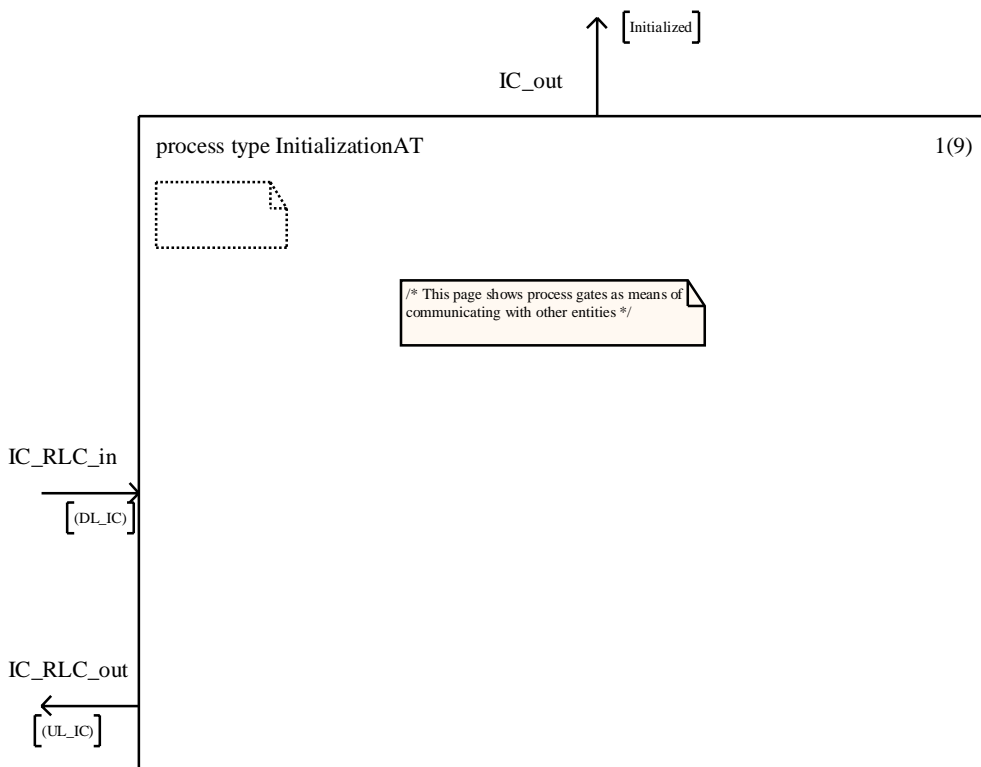 [Initialized]
IC_out
process type InitializationAT 1(9)
/* This page shows process gates as means of
communicating with other entities */
IC_RLC_in
[(DL_IC)]
IC_RLC_out
[(UL_IC)]